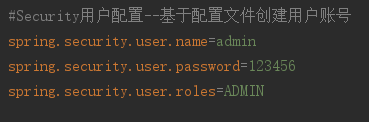 #Security用户配置--基于配置文件创建用户账号
spring.security.user.name=admin
spring.security.user.password=123456
spring.security.user.roles=ADMIN